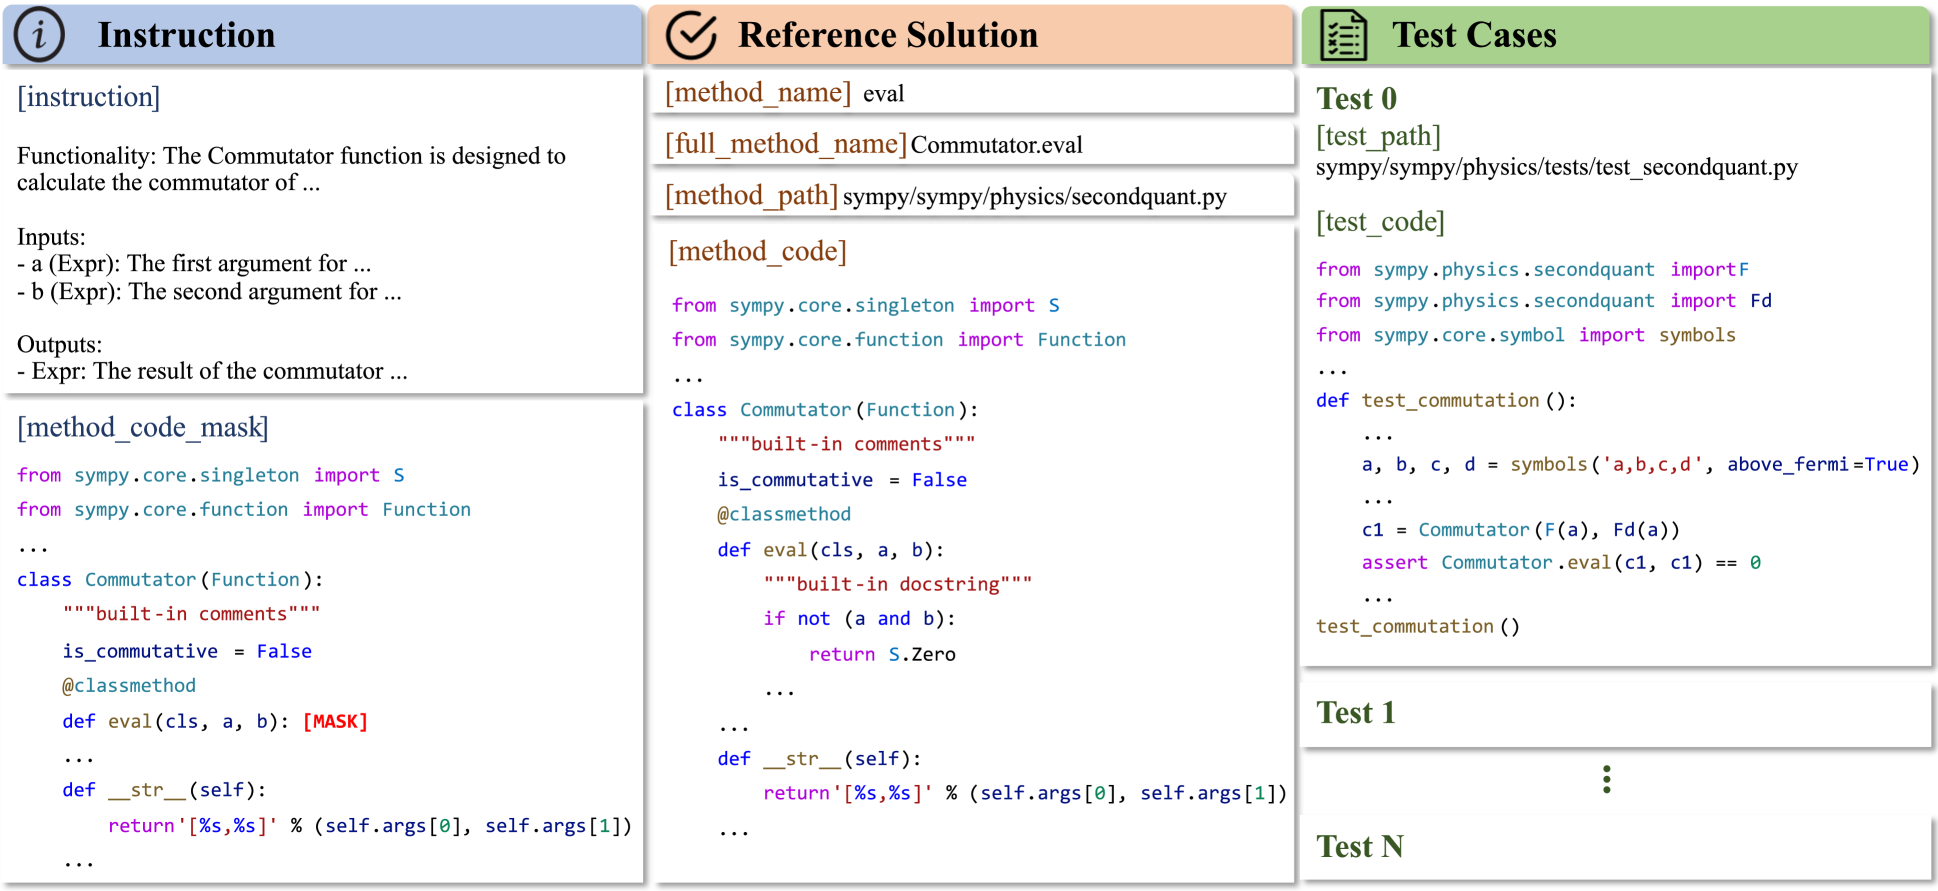 Instruction
[instruction]
Functionality: The Commutator function is designed to
calculate the commutator of ...
Inputs:
- a (Expr): The first argument for ...
- b (Expr): The second argument for ...
Outputs:
- Expr: The result of the commutator ...
[method_code_mask]
from sympy.core.singleton import S
from sympy.core.function import Function
...
class Commutator(Function):
    """built-in comments"""
    is_commutative = False
    @classmethod
    def eval(cls, a, b): [MASK]
    ...
    def __str__(self):
        return'[%s,%s]' % (self.args[0], self.args[1])
    ...
Reference Solution
[method_name] eval
[full_method_name] Commutator.eval
[method_path] sympy/sympy/physics/secondquant.py
[method_code]
from sympy.core.singleton import S
from sympy.core.function import Function
...
class Commutator(Function):
    """built-in comments"""
    is_commutative = False
    @classmethod
    def eval(cls, a, b):
        """built-in docstring"""
        if not (a and b):
            return S.Zero
        ...
    ...
    def __str__(self):
        return'[%s,%s]' % (self.args[0], self.args[1])
    ...
Test Cases
Test 0
[test_path]
sympy/sympy/physics/tests/test_secondquant.py
[test_code]
from sympy.physics.secondquant importF
from sympy.physics.secondquant import Fd
from sympy.core.symbol import symbols
...
def test_commutation():
    ...
    a, b, c, d = symbols('a,b,c,d', above_fermi=True)
    ...
    c1 = Commutator(F(a), Fd(a))
    assert Commutator.eval(c1, c1) == 0
    ...
test_commutation()
Test 1
Test N